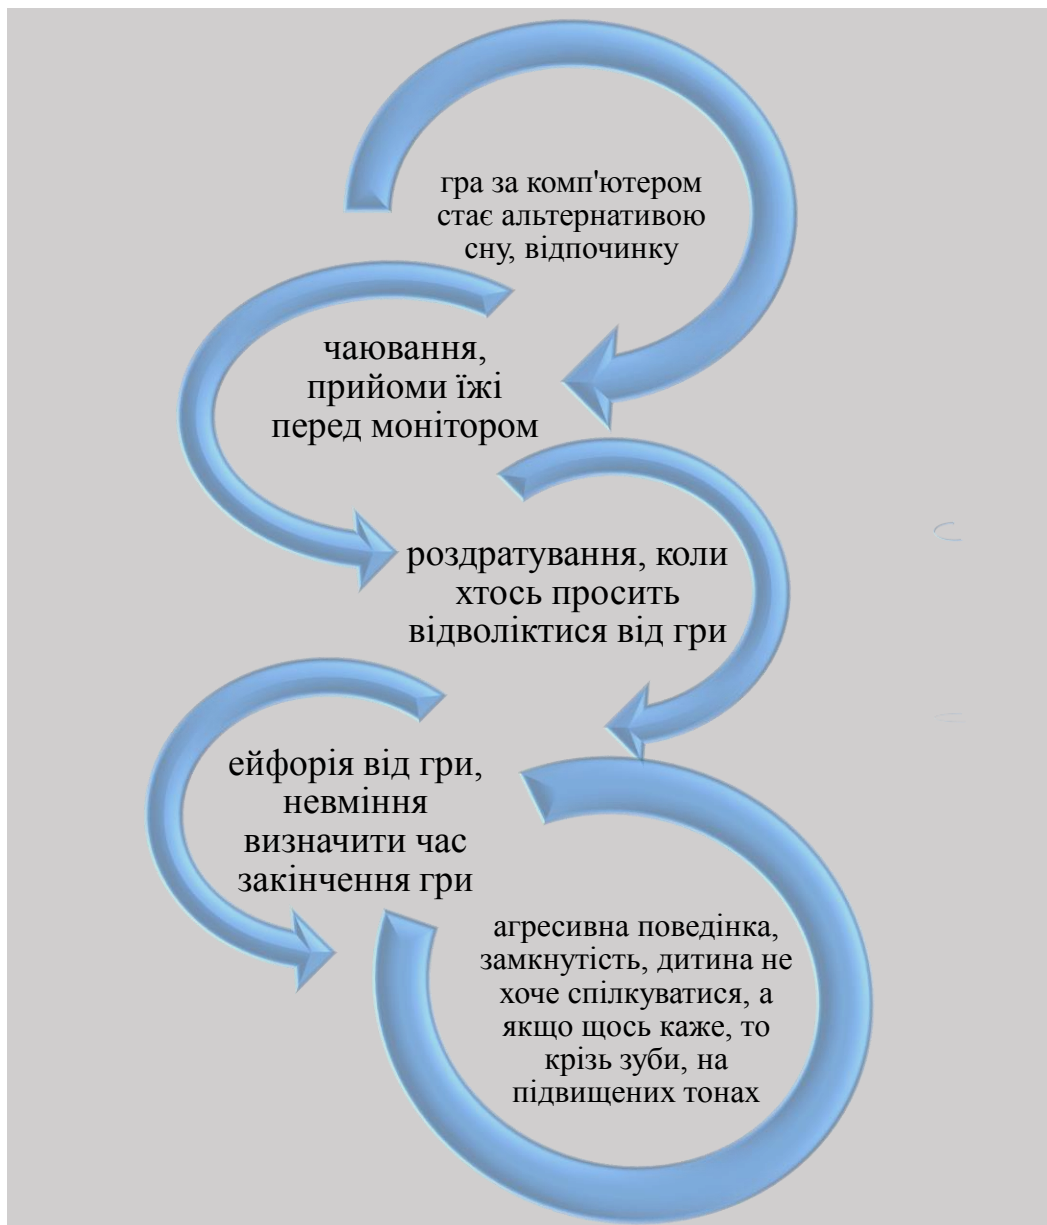 гра за комп'ютером
стає альтернативою
сну, відпочинку
чаювання,
прийоми їжі
перед монітором
роздратування, коли
хтось просить
відволіктися від гри
ейфорія від гри,
невміння
визначити час
закінчення гри
агресивна поведінка,
замкнутість, дитина не
хоче спілкуватися, а
якщо щось каже, то
крізь зуби, на
підвищених тонах